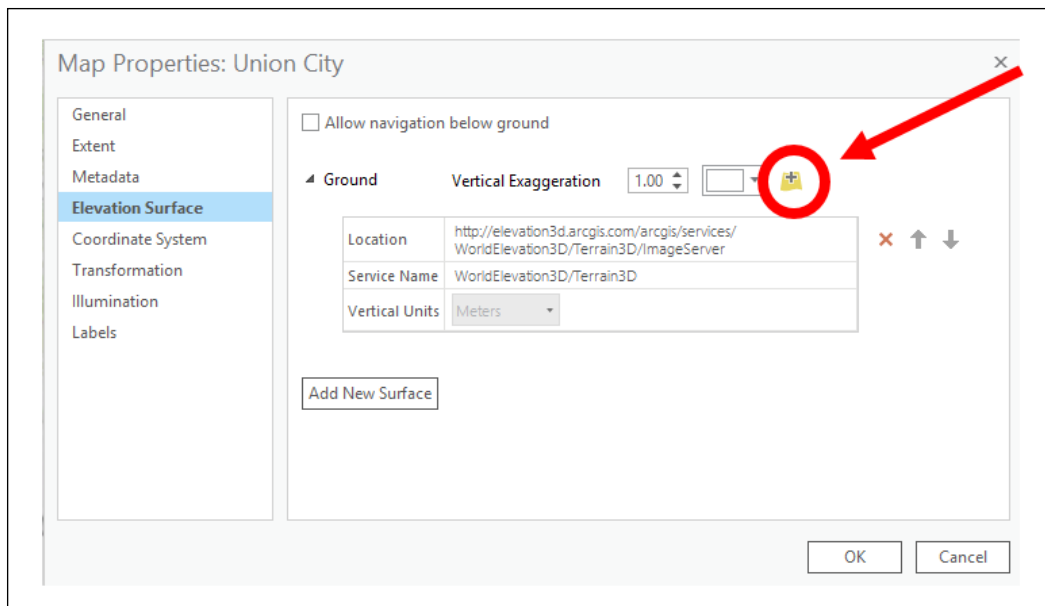 Map Properties: Union City
General
Extent
Metadata
Elevation Surface
Coordinate System
Transformation
Illumination
Labels
Allow navigation below ground
Ground Vertical Exaggeration 1.00
Location http://elevation3d.arcgis.com/arcgis/services/
WorldElevation3D/Terrain3D/ImageServer
Service Name WorldElevation3D/Terrain3D
Vertical Units Meters
Add New Surface
OK Cancel